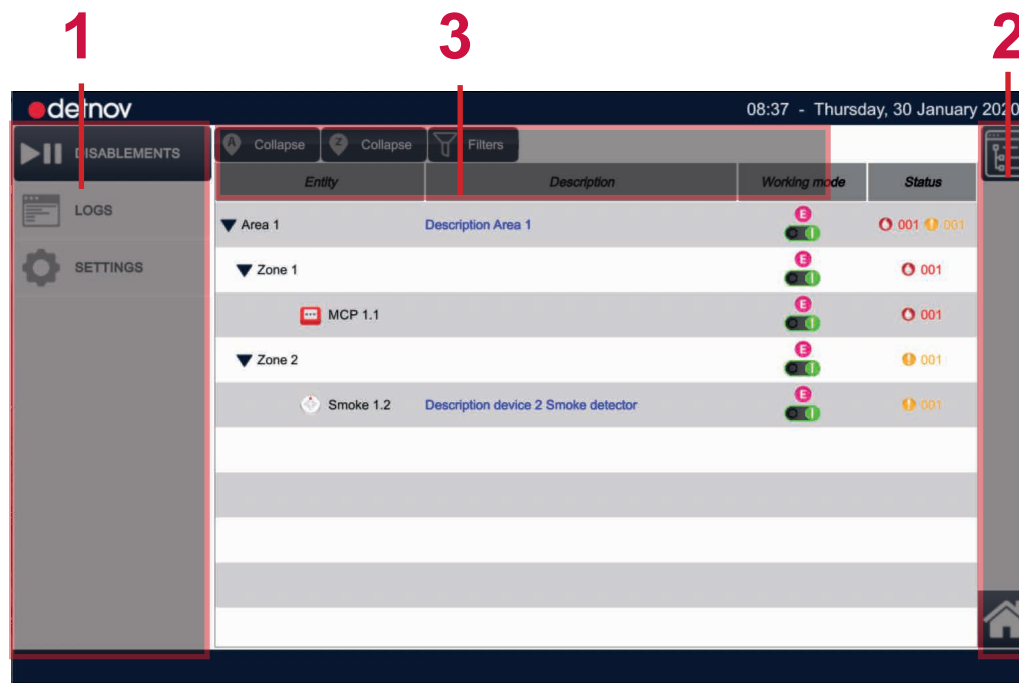 1 3 2
detnov 08:37 - Thursday, 30 January 2020
DISABLEMENTS
LOGS
SETTINGS
A Collapse Z Collapse Filters
Entity Description Working mode Status
Area 1 Description Area 1 E I 001 001
Zone 1 E I 001
MCP 1.1 E I 001
Zone 2 E I 001
Smoke 1.2 Description device 2 Smoke detector E I 001